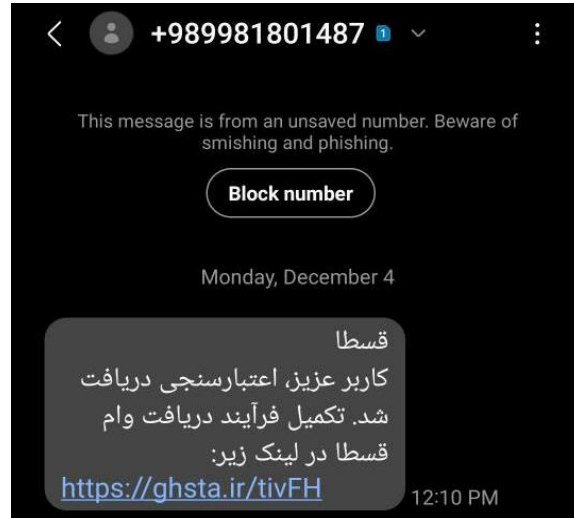 +989981801487 1
This message is from an unsaved number. Beware of
smishing and phishing.
Block number
Monday, December 4
قسطا
کاربر عزیز، اعتبارسنجی دریافت
شد. تکمیل فرآیند دریافت وام
قسطا در لینک زیر:
https://ghsta.ir/tivFH
12:10 PM